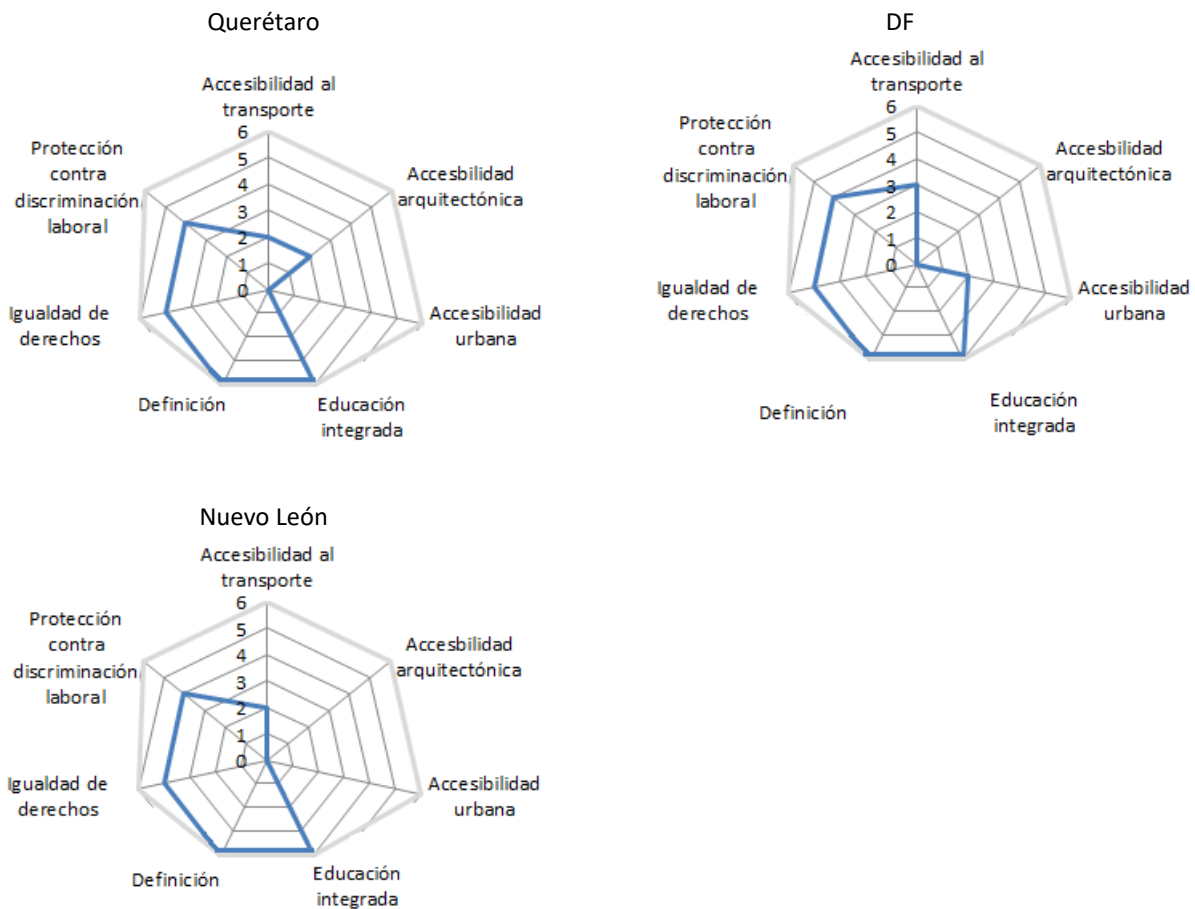 Querétaro
Accesibilidad al
transporte
6
5
4
3
2
1
0
Accesbilidad
arquitectónica
Accesibilidad
urbana
Educación
integrada
Definición
Igualdad de
derechos
Protección
contra
discriminación
laboral
DF
Accesibilidad al
transporte
6
5
4
3
2
1
0
Accesbilidad
arquitectónica
Accesibilidad
urbana
Educación
integrada
Definición
Igualdad de
derechos
Protección
contra
discriminación
laboral
Nuevo León
Accesibilidad al
transporte
6
5
4
3
2
1
0
Accesbilidad
arquitectónica
Accesibilidad
urbana
Educación
integrada
Definición
Igualdad de
derechos
Protección
contra
discriminación
laboral